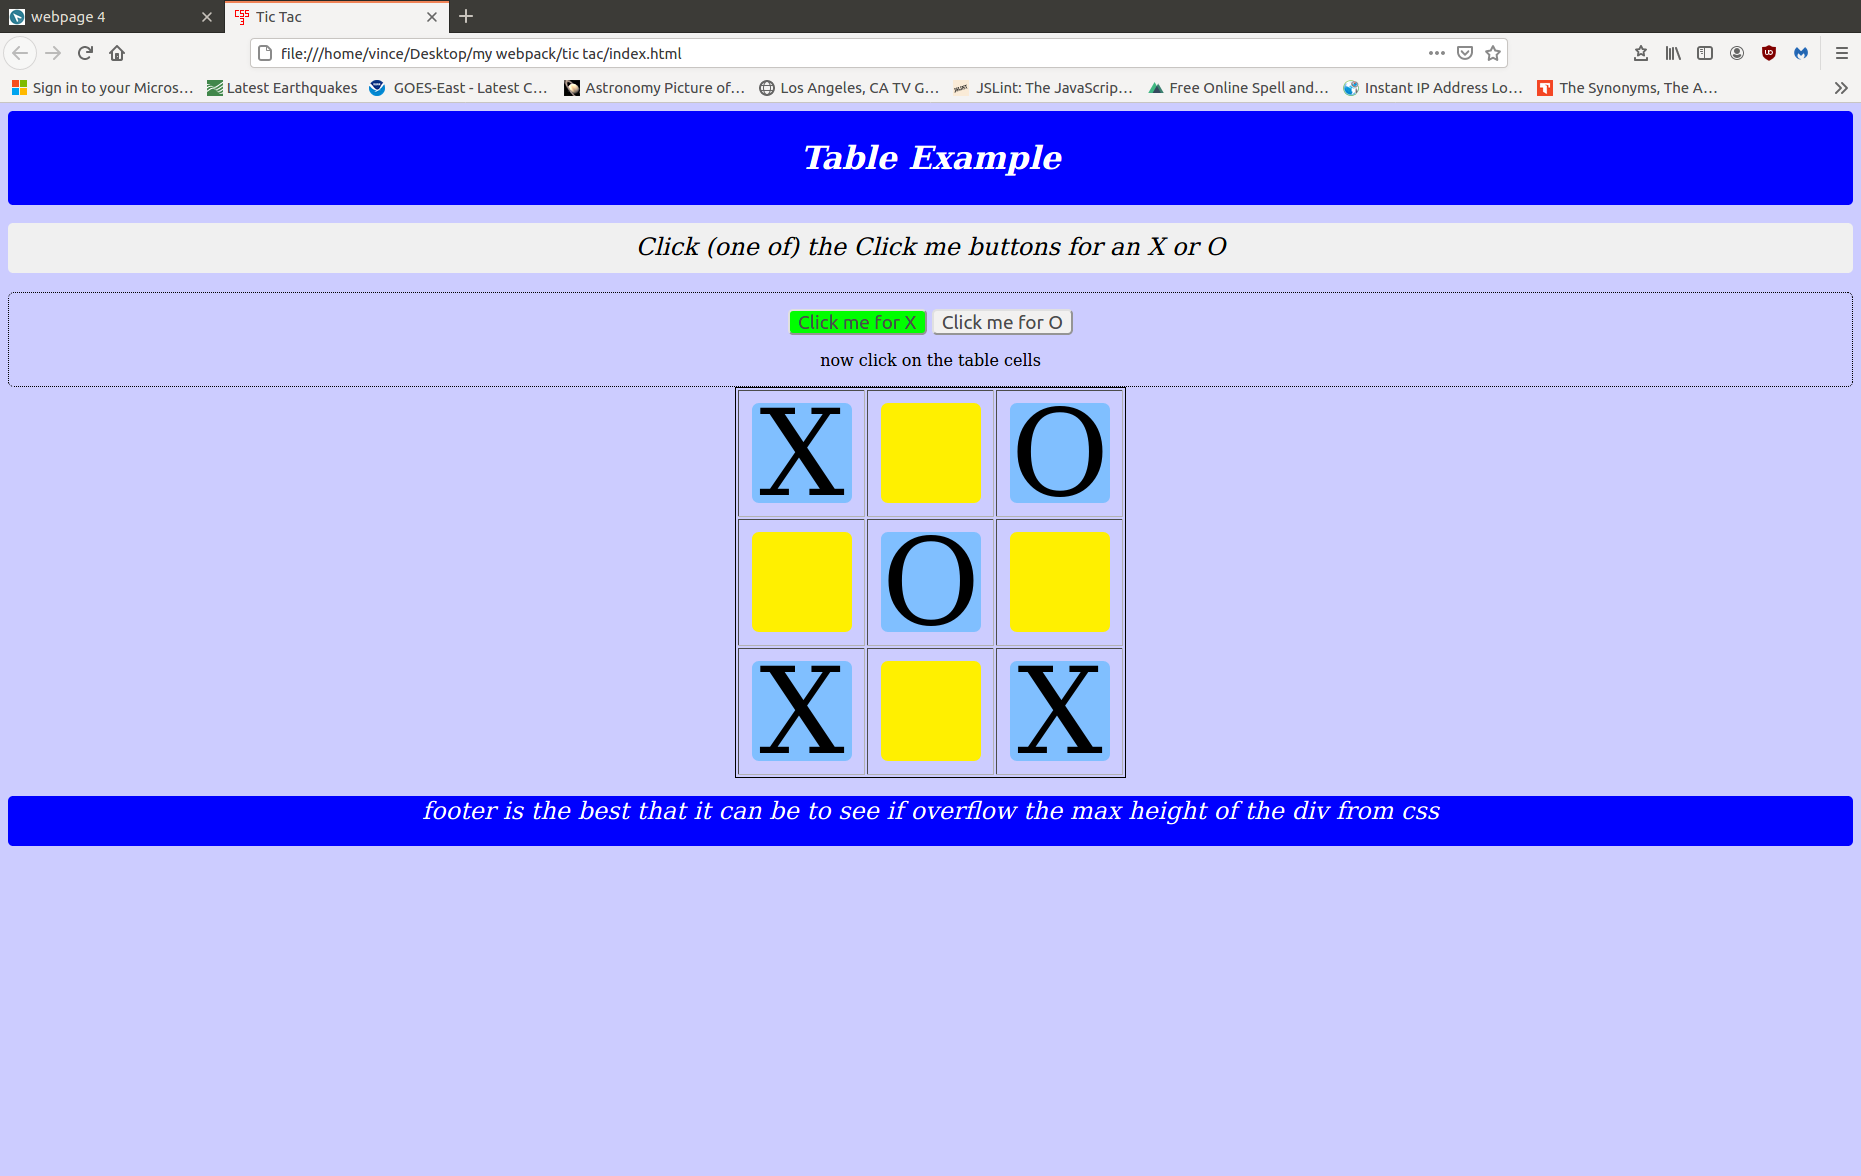 webpage 4
Tic Tac
file:///home/vince/Desktop/my webpack/tic tac/index.html
Sign in to your Micros… Latest Earthquakes GOES-East - Latest C… Astronomy Picture of… Los Angeles, CA TV G… JSLint: The JavaScrip… Free Online Spell and… Instant IP Address Lo… The Synonyms, The A…
Table Example
Click (one of) the Click me buttons for an X or O
Click me for X Click me for O
now click on the table cells
X O
O
X X
footer is the best that it can be to see if overflow the max height of the div from css